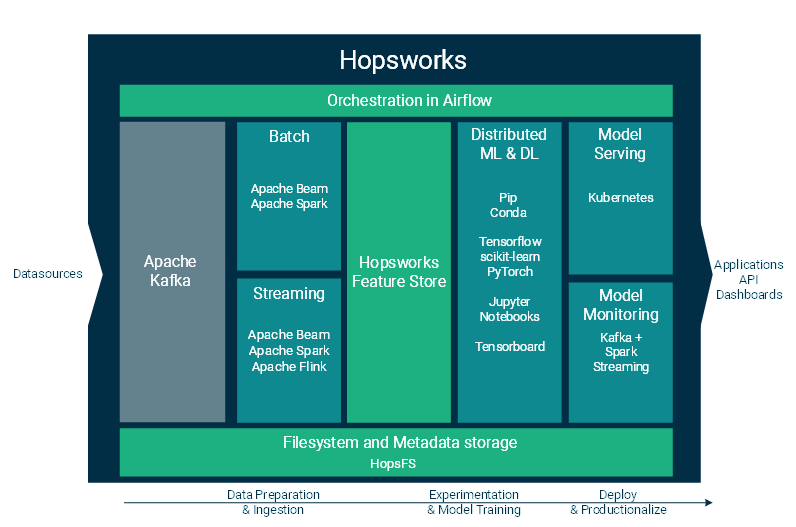 Hopsworks
Orchestration in Airflow
Datasources
Apache
Kafka
Batch
Apache Beam
Apache Spark
Streaming
Apache Beam
Apache Spark
Apache Flink
Hopsworks
Feature Store
Distributed
ML & DL
Pip
Conda
Tensorflow
scikit-learn
PyTorch
Jupyter
Notebooks
Tensorboard
Model
Serving
Kubernetes
Model
Monitoring
Kafka +
Spark
Streaming
Applications
API
Dashboards
Filesystem and Metadata storage
HopsFS
Data Preparation
& Ingestion
Experimentation
& Model Training
Deploy
& Productionalize